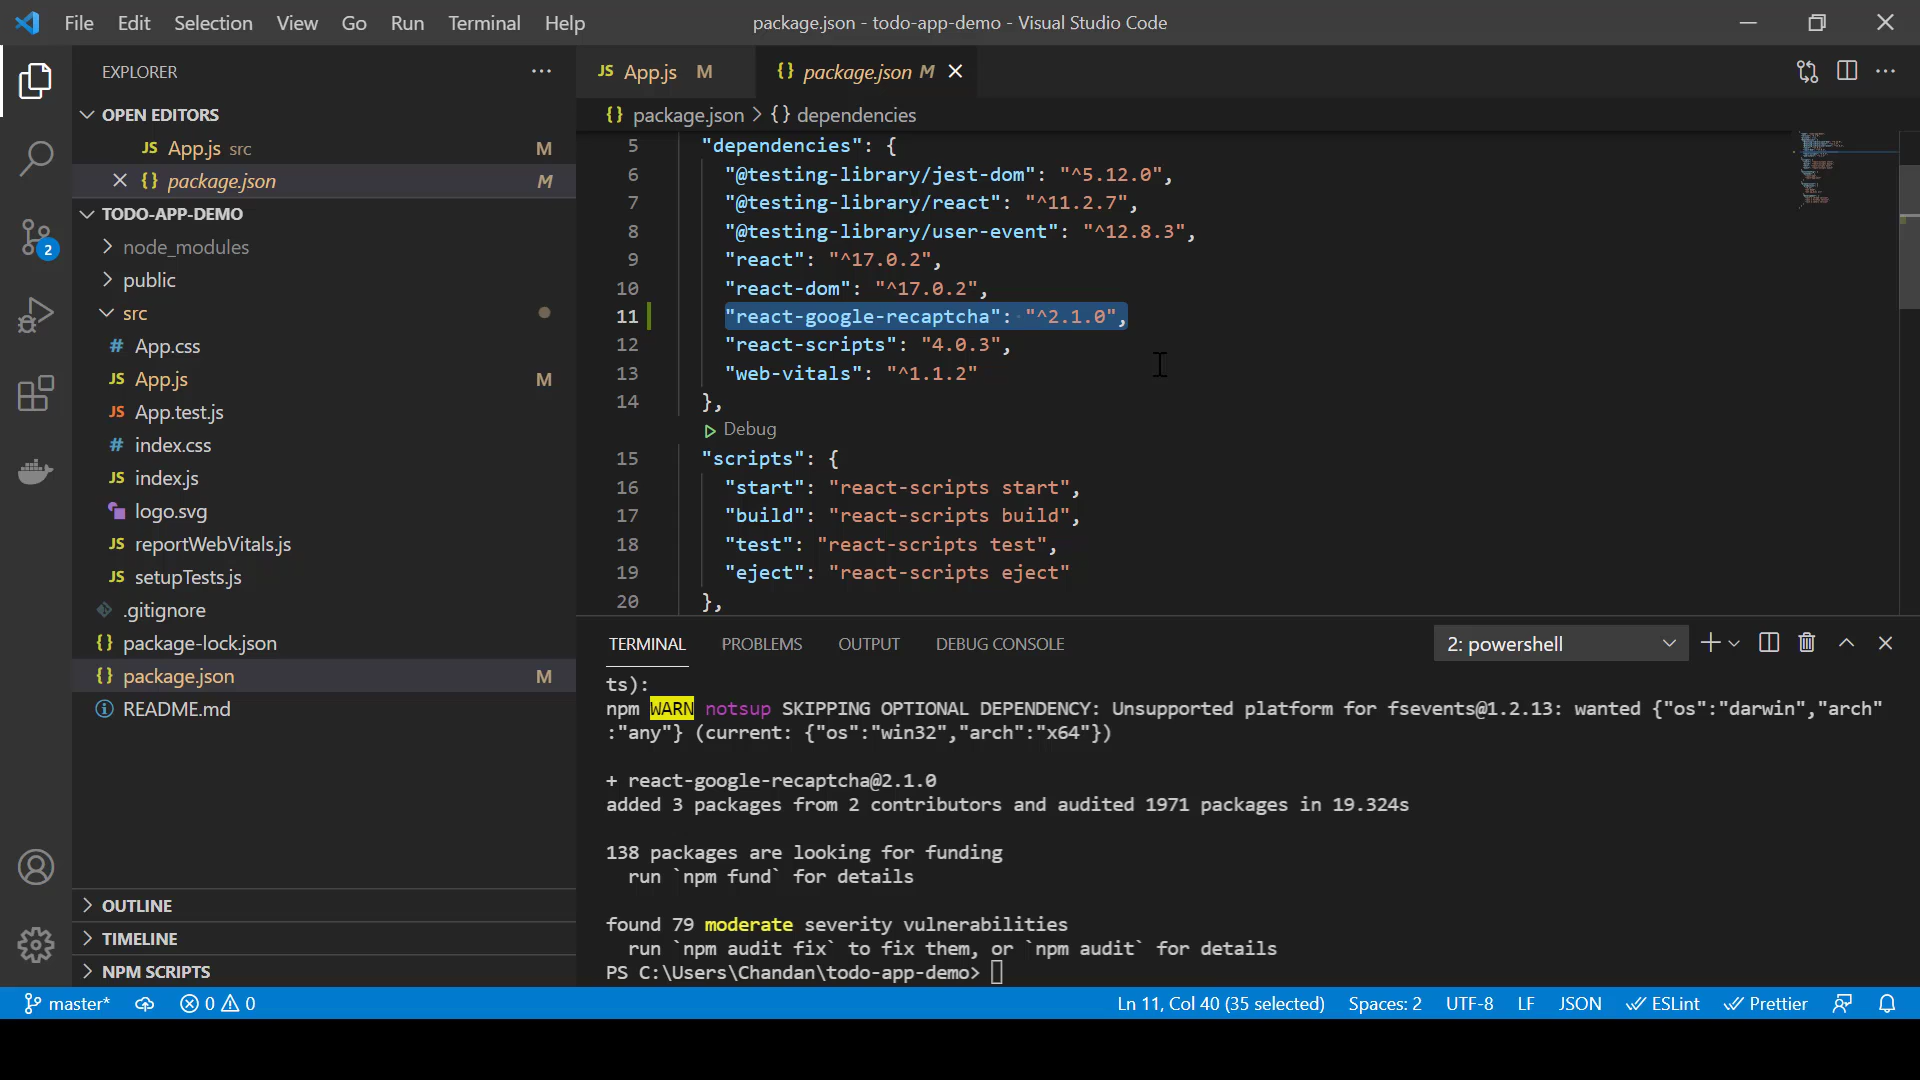 File Edit Selection View Go Run Terminal Help
package.json - todo-app-demo - Visual Studio Code
EXPLORER
OPEN EDITORS
JS App.js src M
{} package.json M
TODO-APP-DEMO
node_modules
public
src
# App.css
JS App.js M
JS App.test.js
# index.css
JS index.js
logo.svg
JS reportWebVitals.js
JS setupTests.js
.gitignore
{} package-lock.json
{} package.json M
README.md
OUTLINE
TIMELINE
NPM SCRIPTS
2
JS App.js M
{} package.json M
{} package.json > {} dependencies
5 "dependencies": {
6 "@testing-library/jest-dom": "^5.12.0",
7 "@testing-library/react": "^11.2.7",
8 "@testing-library/user-event": "^12.8.3",
9 "react": "^17.0.2",
10 "react-dom": "^17.0.2",
11 "react-google-recaptcha": "^2.1.0",
12 "react-scripts": "4.0.3",
13 "web-vitals": "^1.1.2"
14 },
Debug
15 "scripts": {
16 "start": "react-scripts start",
17 "build": "react-scripts build",
18 "test": "react-scripts test",
19 "eject": "react-scripts eject"
20 },
TERMINAL PROBLEMS OUTPUT DEBUG CONSOLE
2: powershell
ts):
npm WARN notsup SKIPPING OPTIONAL DEPENDENCY: Unsupported platform for fsevents@1.2.13: wanted {"os":"darwin","arch"
:"any"} (current: {"os":"win32","arch":"x64"})
+ react-google-recaptcha@2.1.0
added 3 packages from 2 contributors and audited 1971 packages in 19.324s
138 packages are looking for funding
run `npm fund` for details
found 79 moderate severity vulnerabilities
run `npm audit fix` to fix them, or `npm audit` for details
PS C:\Users\Chandan\todo-app-demo>
master* 0 0
Ln 11, Col 40 (35 selected) Spaces: 2 UTF-8 LF JSON ESLint Prettier